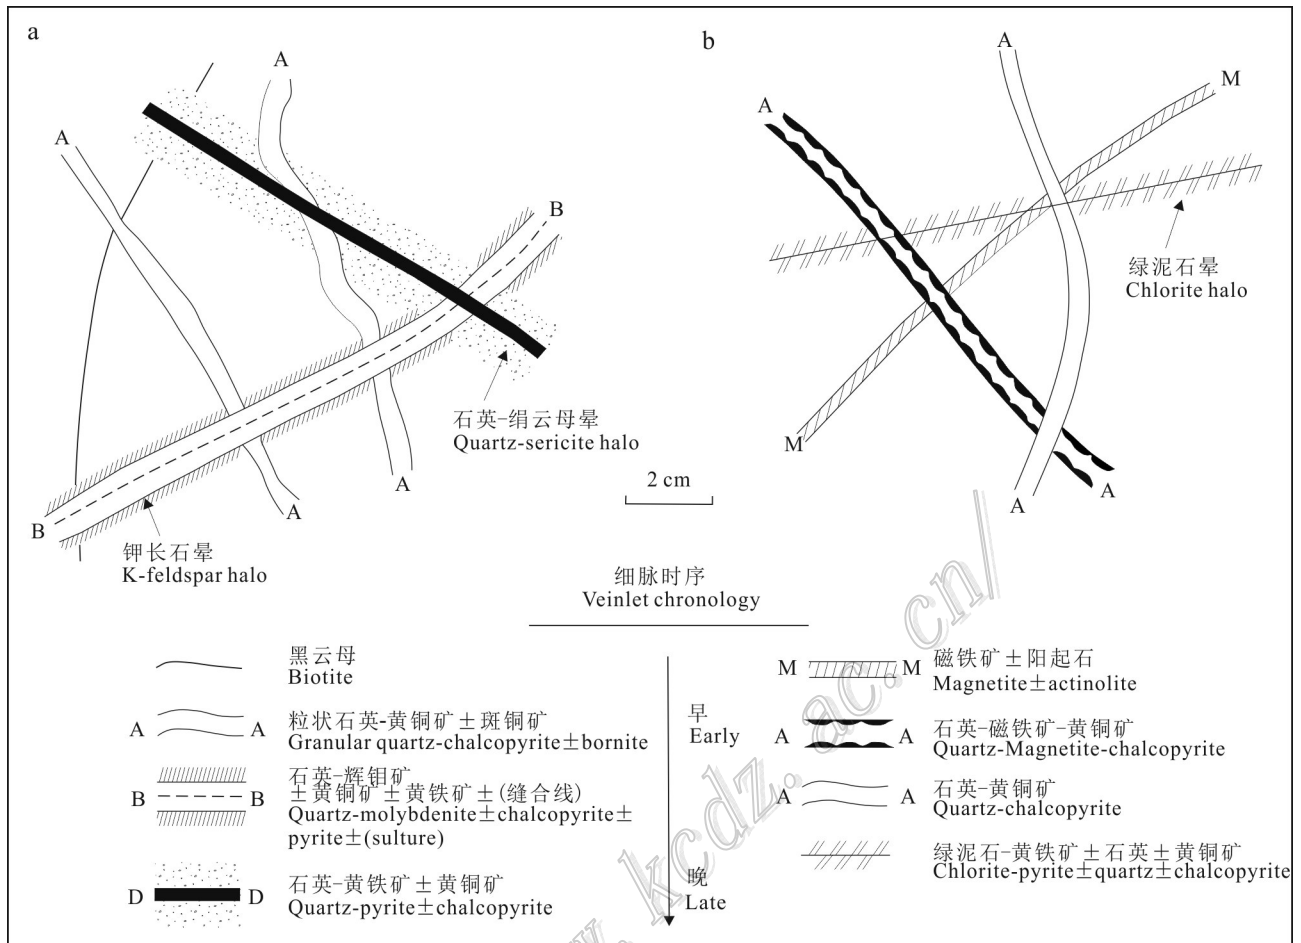 a
b
A
A
A
M
A
B
绿泥石晕
Chlorite halo
石英-绢云母晕
Quartz-sericite halo
M
A
A
A
A
2 cm
B
钾长石晕
K-feldspar halo
细脉时序
Veinlet chronology
黑云母
Biotite
A A
粒状石英-黄铜矿±斑铜矿
Granular quartz-chalcopyrite±bornite
B B
石英-辉钼矿
±黄铜矿±黄铁矿±(缝合线)
Quartz-molybdenite±chalcopyrite±
pyrite±(sulture)
D D
石英-黄铁矿±黄铜矿
Quartz-pyrite±chalcopyrite
早
Early
晚
Late
M M
磁铁矿±阳起石
Magnetite±actinolite
A A
石英-磁铁矿-黄铜矿
Quartz-Magnetite-chalcopyrite
A A
石英-黄铜矿
Quartz-chalcopyrite
绿泥石-黄铁矿±石英±黄铜矿
Chlorite-pyrite±quartz±chalcopyrite
kcdz.ac.cn/